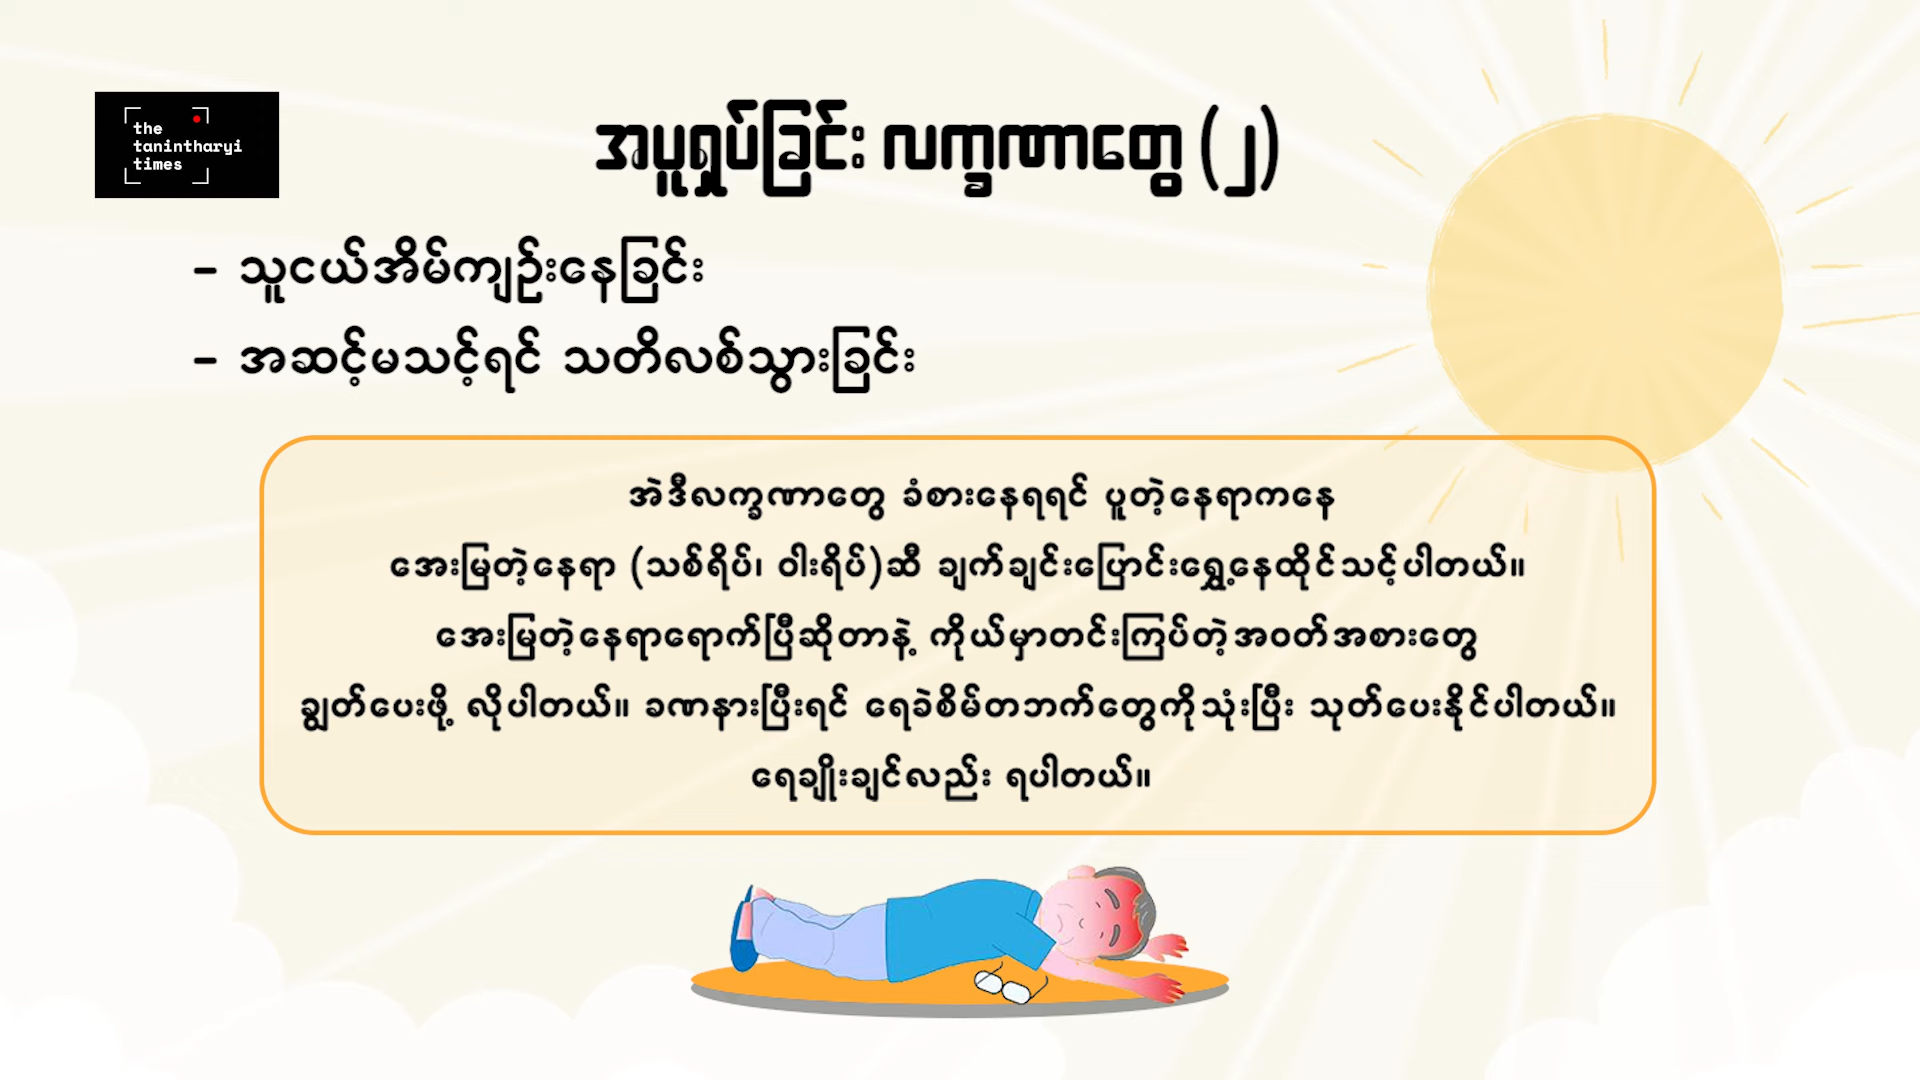 the
tanintharyi
times
အပူရှုပ်ခြင်း လက္ခဏာတွေ (၂)
- သူငယ်အိမ်ကျဉ်းနေခြင်း
- အဆင့်မသင့်ရင် သတိလစ်သွားခြင်း
အဲဒီလက္ခဏာတွေ ခံစားနေရရင် ပူတဲ့နေရာကနေ
အေးမြတဲ့နေရာ (သစ်ရိပ်၊ ဝါးရိပ်)ဆီ ချက်ချင်းပြောင်းရွှေ့နေထိုင်သင့်ပါတယ်။
အေးမြတဲ့နေရာရောက်ပြီဆိုတာနဲ့ ကိုယ်မှာတင်းကြပ်တဲ့အဝတ်အစားတွေ
ချွတ်ပေးဖို့ လိုပါတယ်။ ခဏနားပြီးရင် ရေခဲစိမ်တဘက်တွေကိုသုံးပြီး သုတ်ပေးနိုင်ပါတယ်။
ရေချိုးချင်လည်း ရပါတယ်။